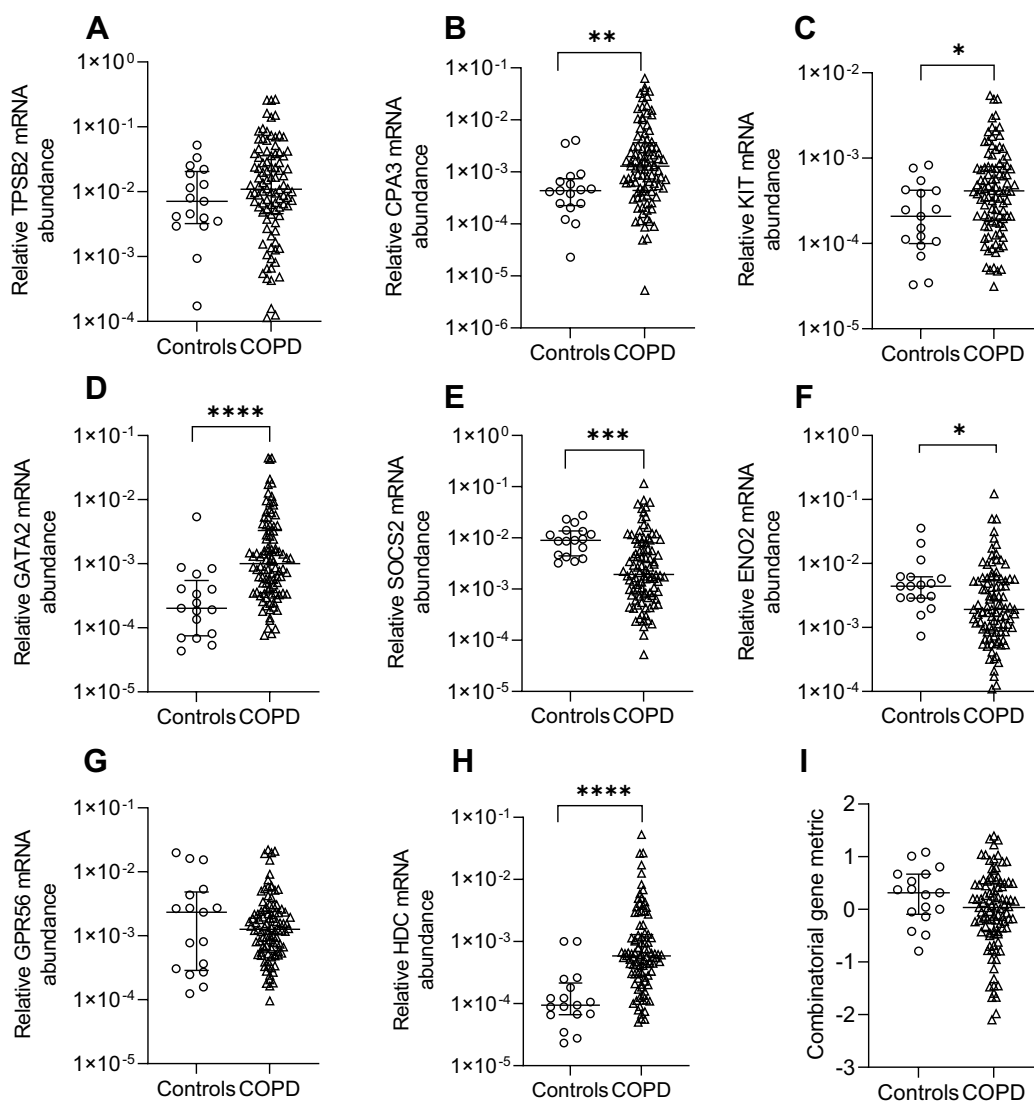 A
Relative TPSB2 mRNA
abundance
1×10⁰
1×10⁻¹
1×10⁻²
1×10⁻³
1×10⁻⁴
Controls COPD
B
**
Relative CPA3 mRNA
abundance
1×10⁻¹
1×10⁻²
1×10⁻³
1×10⁻⁴
1×10⁻⁵
1×10⁻⁶
Controls COPD
C
*
Relative KIT mRNA
abundance
1×10⁻²
1×10⁻³
1×10⁻⁴
1×10⁻⁵
Controls COPD
D
****
Relative GATA2 mRNA
abundance
1×10⁻¹
1×10⁻²
1×10⁻³
1×10⁻⁴
1×10⁻⁵
Controls COPD
E
***
Relative SOCS2 mRNA
abundance
1×10⁰
1×10⁻¹
1×10⁻²
1×10⁻³
1×10⁻⁴
1×10⁻⁵
Controls COPD
F
*
Relative ENO2 mRNA
abundance
1×10⁰
1×10⁻¹
1×10⁻²
1×10⁻³
1×10⁻⁴
Controls COPD
G
Relative GPR56 mRNA
abundance
1×10⁻¹
1×10⁻²
1×10⁻³
1×10⁻⁴
1×10⁻⁵
Controls COPD
H
****
Relative HDC mRNA
abundance
1×10⁻¹
1×10⁻²
1×10⁻³
1×10⁻⁴
1×10⁻⁵
Controls COPD
I
Combinatorial gene metric
2
1
0
-1
-2
-3
Controls COPD